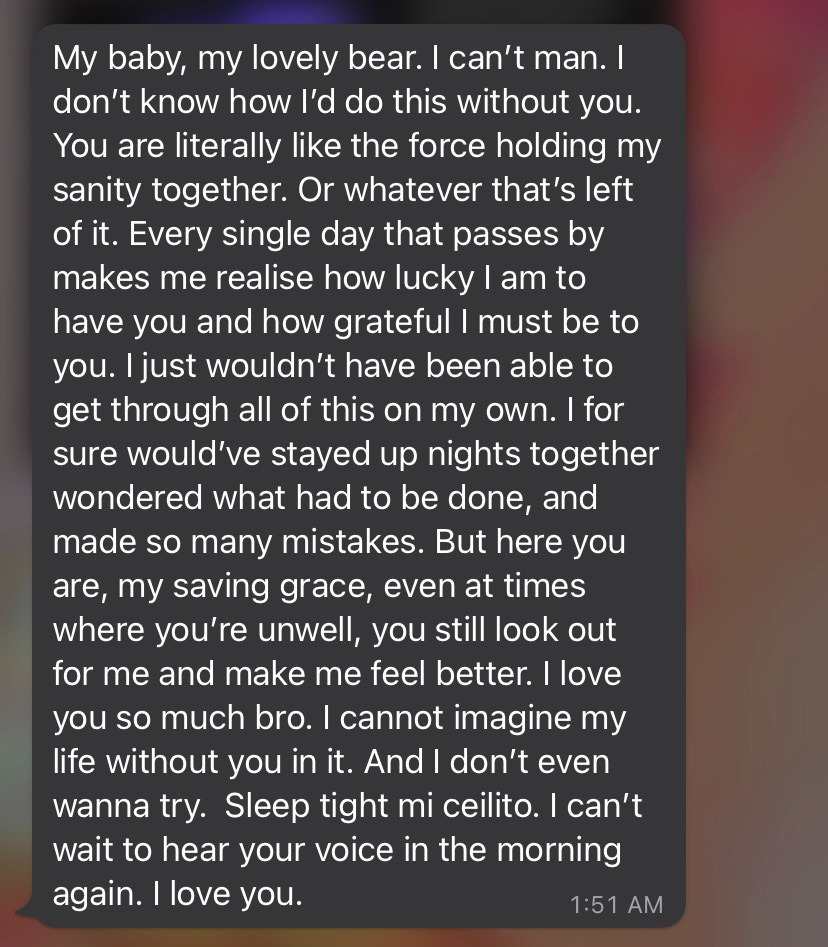 My baby, my lovely bear. I can’t man. I
don’t know how I’d do this without you.
You are literally like the force holding my
sanity together. Or whatever that’s left
of it. Every single day that passes by
makes me realise how lucky I am to
have you and how grateful I must be to
you. I just wouldn’t have been able to
get through all of this on my own. I for
sure would’ve stayed up nights together
wondered what had to be done, and
made so many mistakes. But here you
are, my saving grace, even at times
where you’re unwell, you still look out
for me and make me feel better. I love
you so much bro. I cannot imagine my
life without you in it. And I don’t even
wanna try.  Sleep tight mi ceilito. I can’t
wait to hear your voice in the morning
again. I love you.
1:51 AM